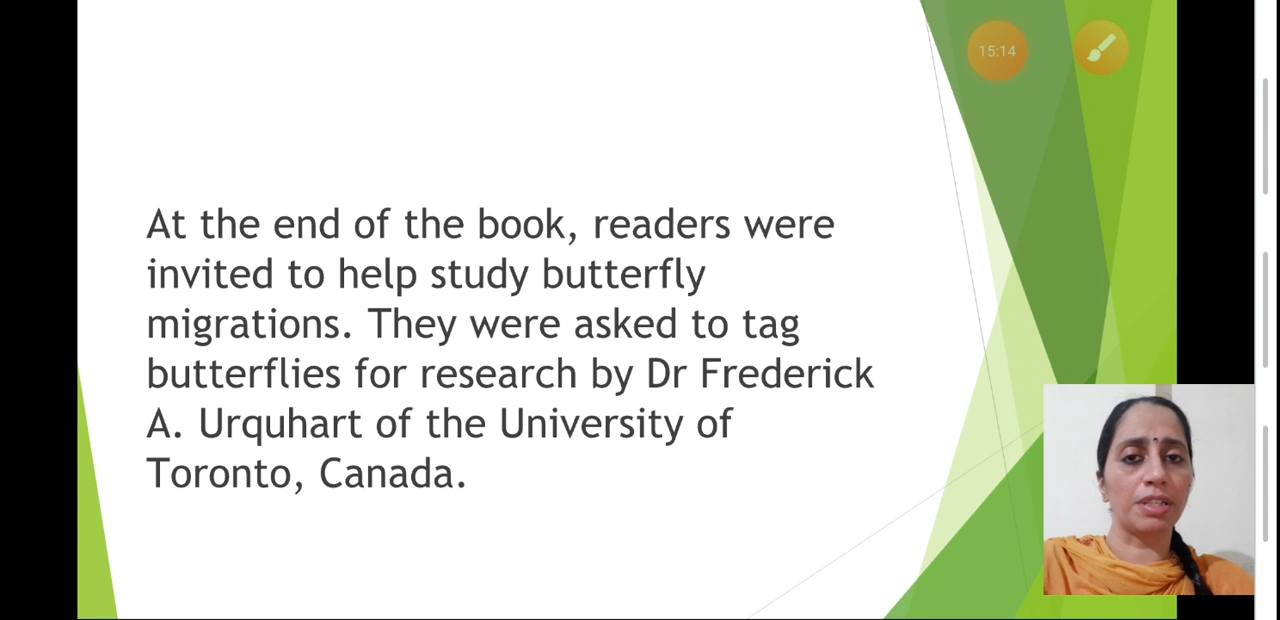 15:14
At the end of the book, readers were
invited to help study butterfly
migrations. They were asked to tag
butterflies for research by Dr Frederick
A. Urquhart of the University of
Toronto, Canada.